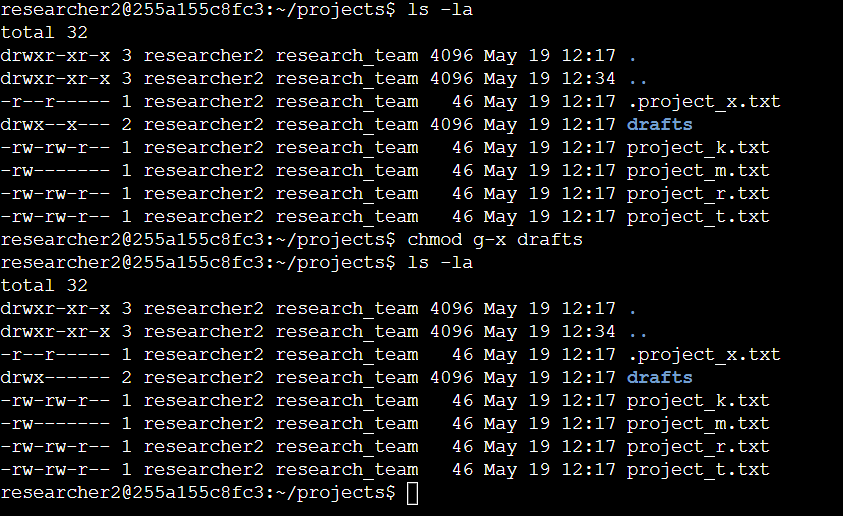 researcher2@255a155c8fc3:~/projects$ ls -la
total 32
drwxr-xr-x 3 researcher2 research_team 4096 May 19 12:17 .
drwxr-xr-x 3 researcher2 research_team 4096 May 19 12:34 ..
-r--r----- 1 researcher2 research_team   46 May 19 12:17 .project_x.txt
drwx--x--- 2 researcher2 research_team 4096 May 19 12:17 drafts
-rw-rw-r-- 1 researcher2 research_team   46 May 19 12:17 project_k.txt
-rw------- 1 researcher2 research_team   46 May 19 12:17 project_m.txt
-rw-rw-r-- 1 researcher2 research_team   46 May 19 12:17 project_r.txt
-rw-rw-r-- 1 researcher2 research_team   46 May 19 12:17 project_t.txt
researcher2@255a155c8fc3:~/projects$ chmod g-x drafts
researcher2@255a155c8fc3:~/projects$ ls -la
total 32
drwxr-xr-x 3 researcher2 research_team 4096 May 19 12:17 .
drwxr-xr-x 3 researcher2 research_team 4096 May 19 12:34 ..
-r--r----- 1 researcher2 research_team   46 May 19 12:17 .project_x.txt
drwx------ 2 researcher2 research_team 4096 May 19 12:17 drafts
-rw-rw-r-- 1 researcher2 research_team   46 May 19 12:17 project_k.txt
-rw------- 1 researcher2 research_team   46 May 19 12:17 project_m.txt
-rw-rw-r-- 1 researcher2 research_team   46 May 19 12:17 project_r.txt
-rw-rw-r-- 1 researcher2 research_team   46 May 19 12:17 project_t.txt
researcher2@255a155c8fc3:~/projects$